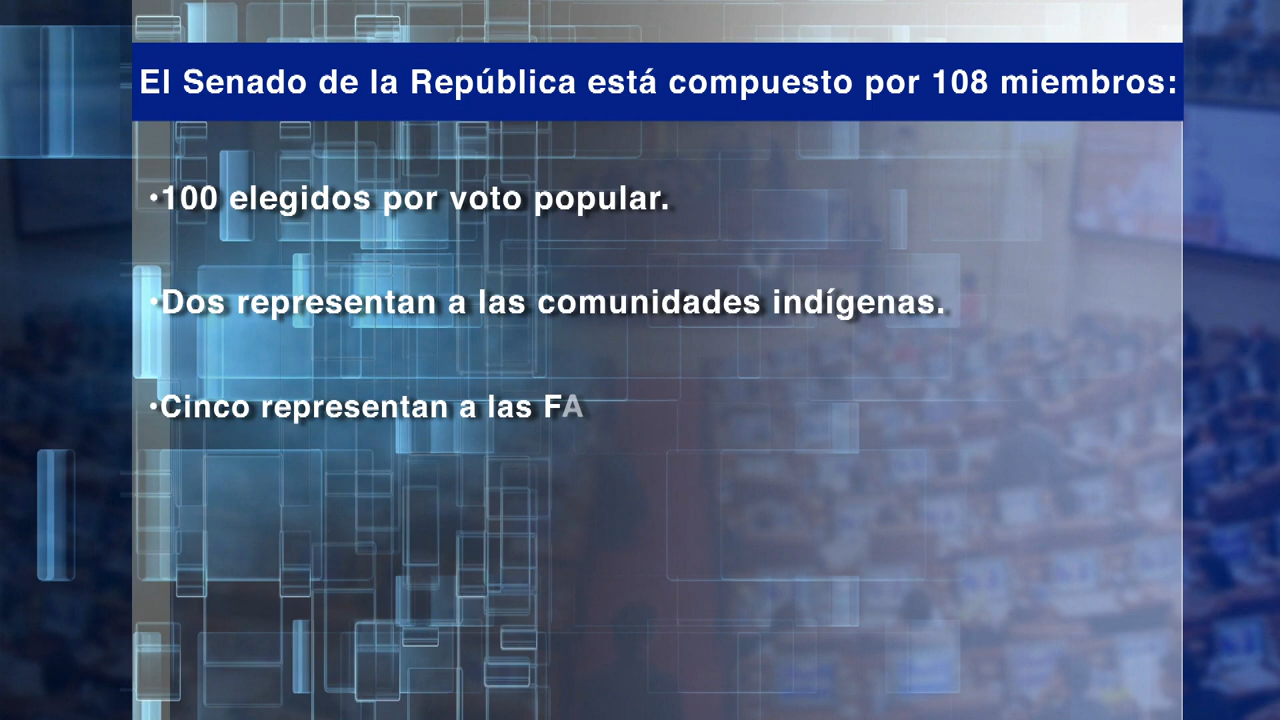 El Senado de la República está compuesto por 108 miembros:
•100 elegidos por voto popular.
•Dos representan a las comunidades indígenas.
•Cinco representan a las FA